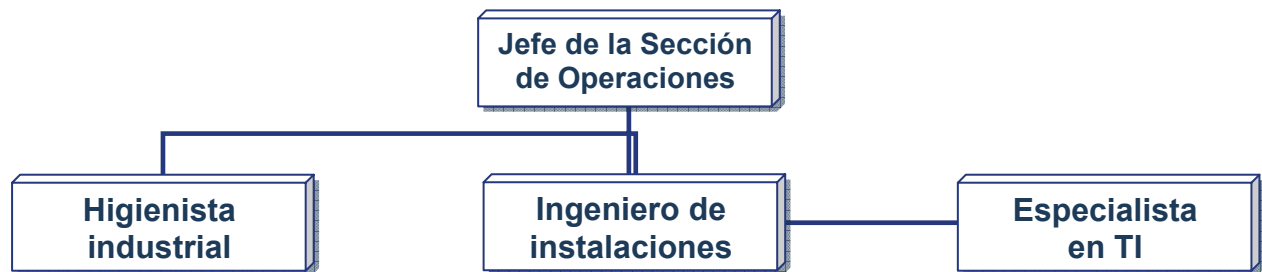 Jefe de la Sección
de Operaciones
Higienista
industrial
Ingeniero de
instalaciones
Especialista
en TI